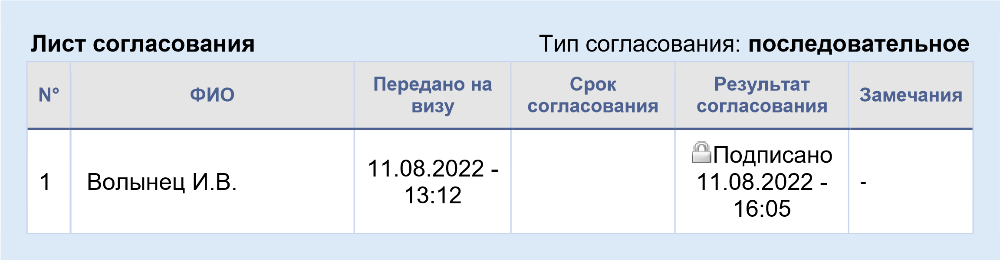 Лист согласования Тип согласования: последовательное
N° ФИО Передано на визу Срок согласования Результат согласования Замечания
1 Волынец И.В. 11.08.2022 - 13:12 Подписано 11.08.2022 - 16:05 -